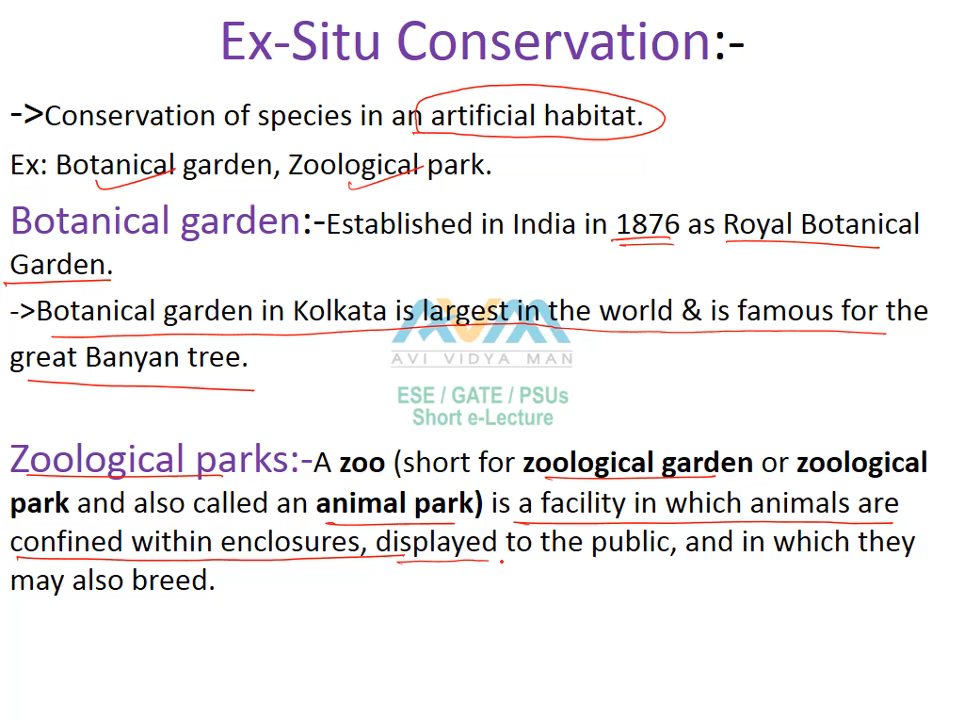 Ex-Situ Conservation:-
->Conservation of species in an artificial habitat.
Ex: Botanical garden, Zoological park.
Botanical garden:-Established in India in 1876 as Royal Botanical
Garden.
->Botanical garden in Kolkata is largest in the world & is famous for the
great Banyan tree.
AVM
AVI VIDYA MAN
ESE / GATE / PSUs
Short e-Lecture
Zoological parks:-A zoo (short for zoological garden or zoological
park and also called an animal park) is a facility in which animals are
confined within enclosures, displayed to the public, and in which they
may also breed.